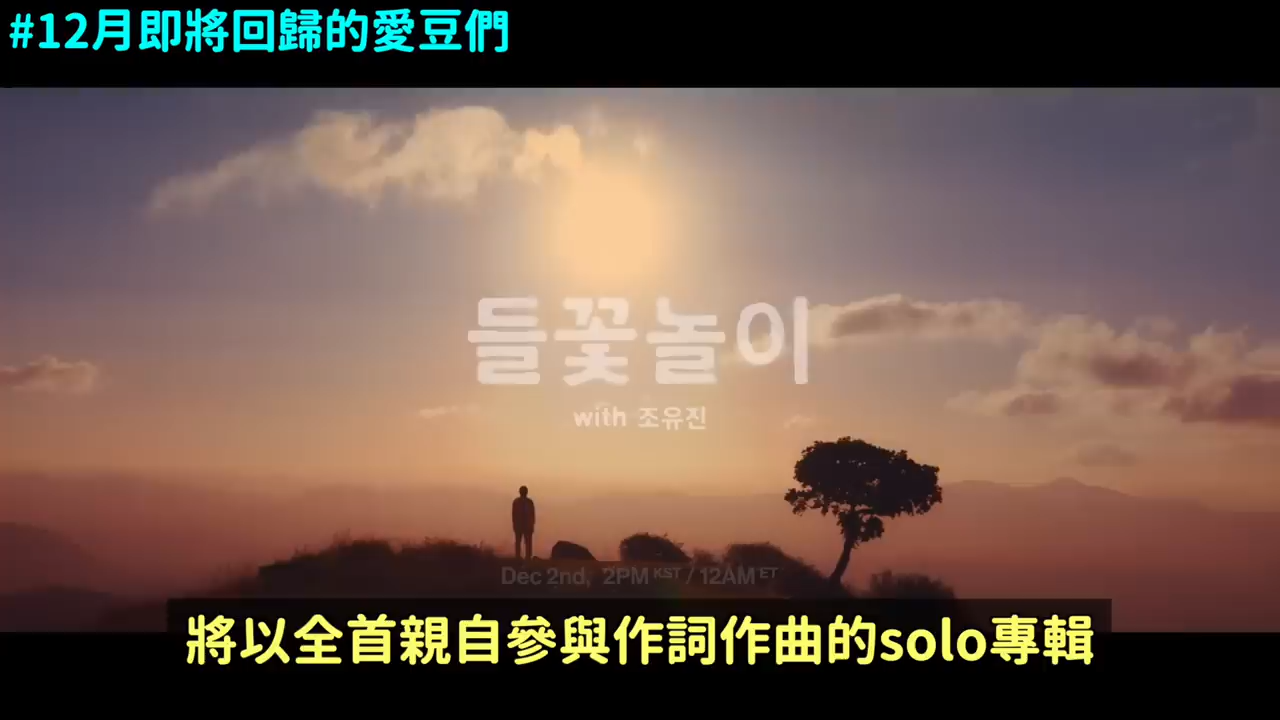 #12月即將回歸的愛豆們
들꽃놀이
with 조유진
Dec 2nd, 2PM KST / 12AM ET
將以全首親自參與作詞作曲的solo專輯